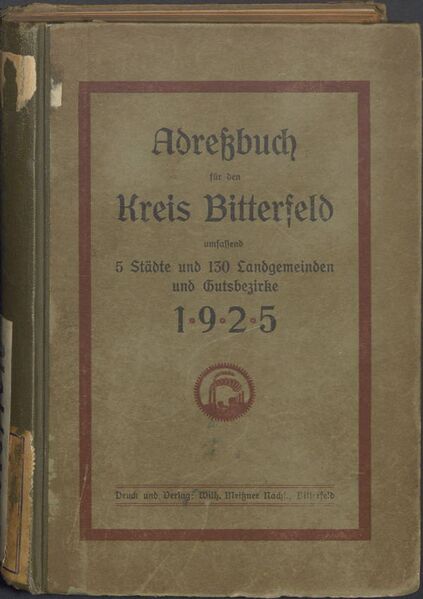 Adreßbuch
für den
Kreis Bitterfeld
umfassend
5 Städte und 130 Landgemeinden
und Gutsbezirke
1·9·2·5
Druck und Verlag: Wilh. Meißner Nachf., Bitterfeld